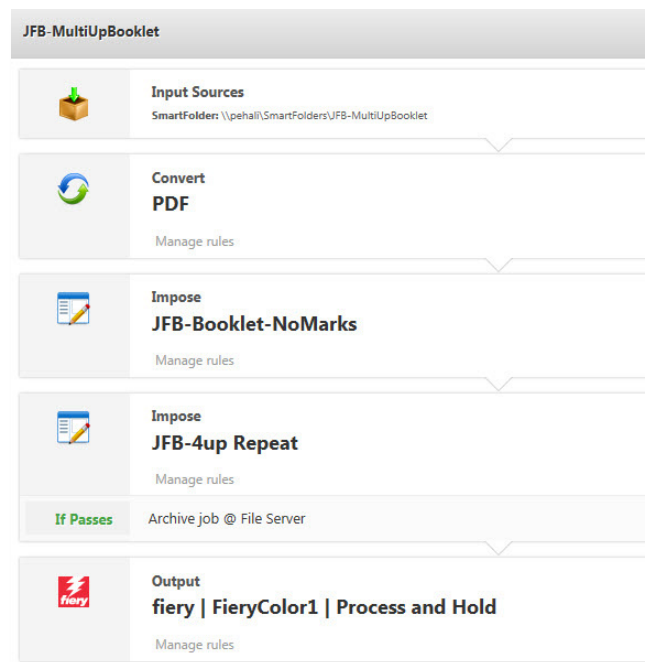 JFB-MultiUpBooklet
Input Sources
SmartFolder: \\pehali\SmartFolders\JFB-MultiUpBooklet
Convert
PDF
Manage rules
Impose
JFB-Booklet-NoMarks
Manage rules
Impose
JFB-4up Repeat
Manage rules
If Passes Archive job @ File Server
fiery
Output
fiery | FieryColor1 | Process and Hold
Manage rules